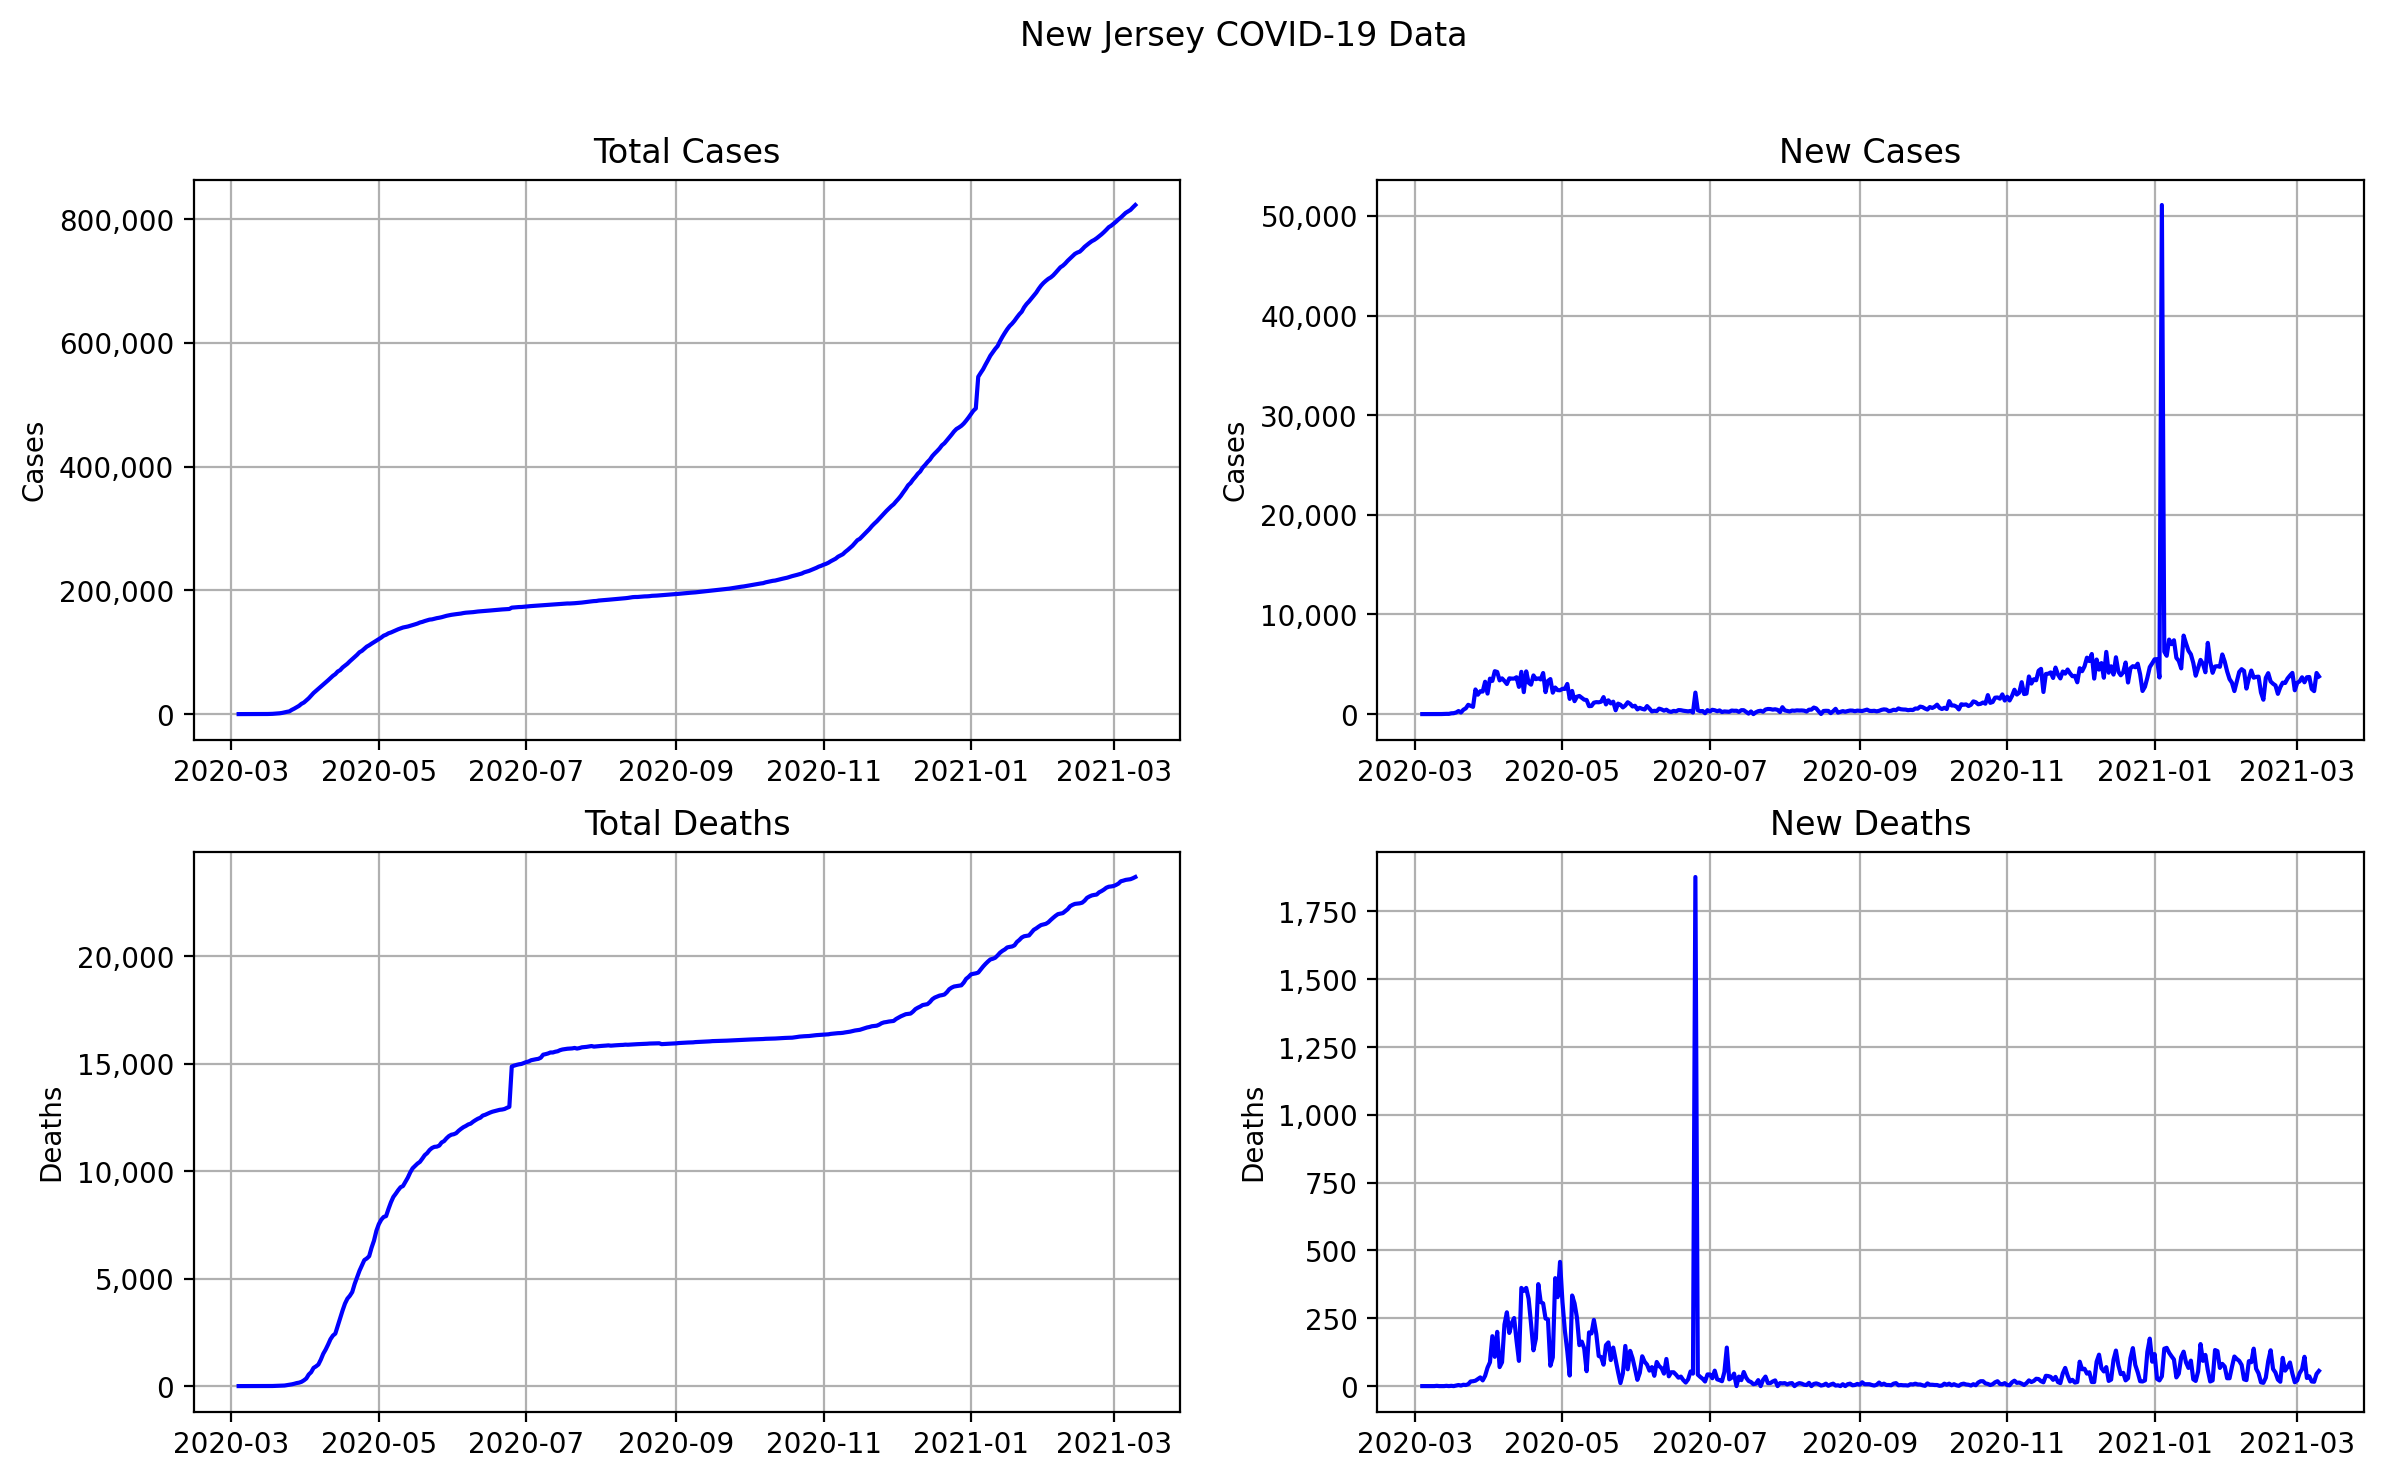 New Jersey COVID-19 Data
Total Cases
Cases
800,000
600,000
400,000
200,000
0
2020-03 2020-05 2020-07 2020-09 2020-11 2021-01 2021-03
New Cases
Cases
50,000
40,000
30,000
20,000
10,000
0
2020-03 2020-05 2020-07 2020-09 2020-11 2021-01 2021-03
Total Deaths
Deaths
20,000
15,000
10,000
5,000
0
2020-03 2020-05 2020-07 2020-09 2020-11 2021-01 2021-03
New Deaths
Deaths
1,750
1,500
1,250
1,000
750
500
250
0
2020-03 2020-05 2020-07 2020-09 2020-11 2021-01 2021-03